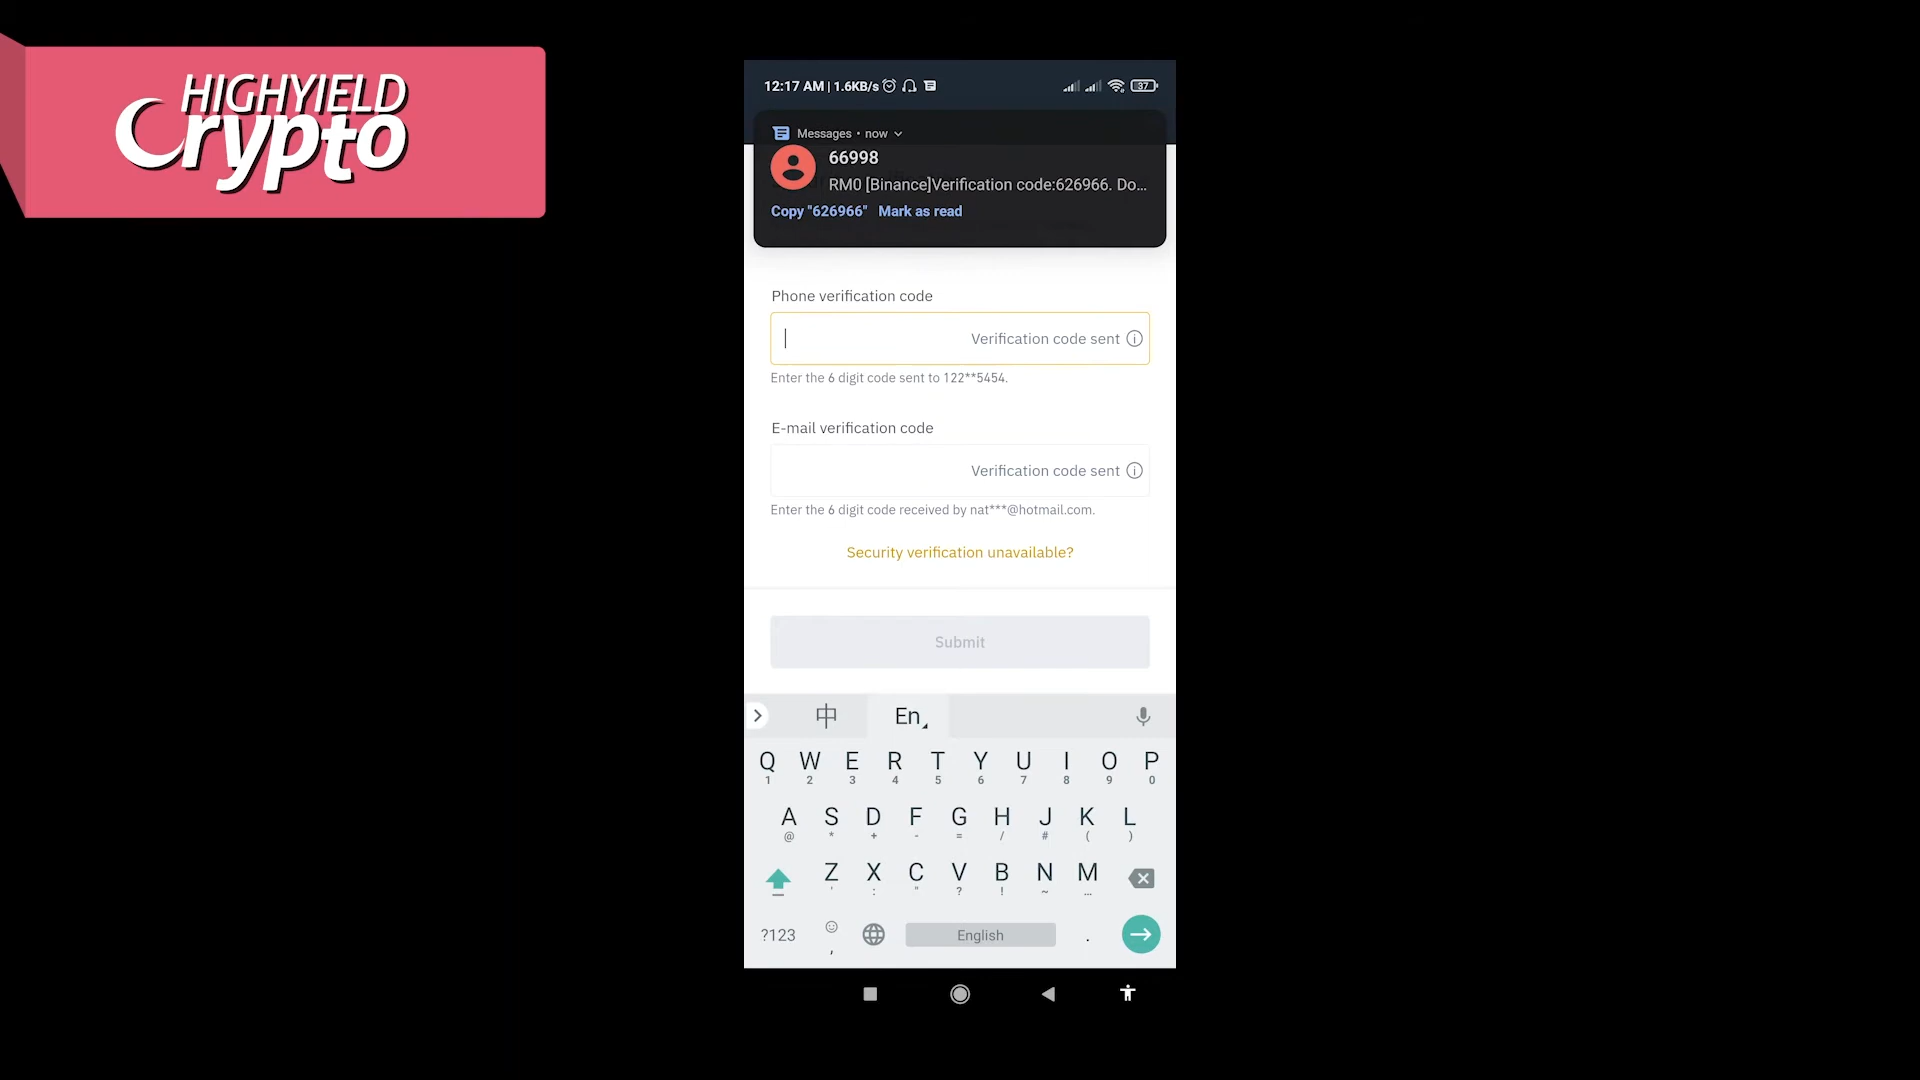 HIGHYIELD
Crypto
12:17 AM | 1.6KB/s
37
Messages • now
66998
RM0 [Binance]Verification code:626966. Do...
Copy "626966" Mark as read
Phone verification code
Verification code sent
Enter the 6 digit code sent to 122**5454.
E-mail verification code
Verification code sent
Enter the 6 digit code received by nat***@hotmail.com.
Security verification unavailable?
Submit
中 En
Q W E R T Y U I O P
1 2 3 4 5 6 7 8 9 0
A S D F G H J K L
@ * + - = / # ( )
Z X C V B N M
' : " ? ! ~ ...
?123 , English .